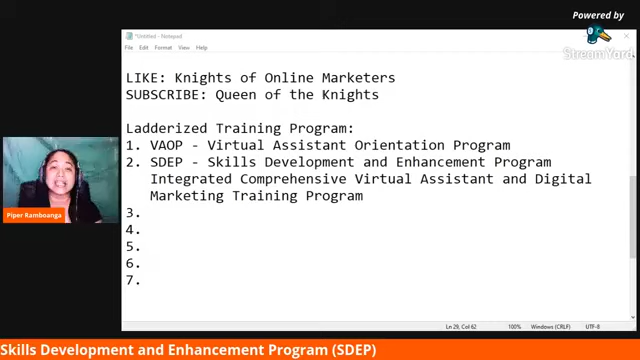 Powered by
StreamYard
*Untitled - Notepad
File Edit Format View Help
LIKE: Knights of Online Marketers
SUBSCRIBE: Queen of the Knights
Ladderized Training Program:
1. VAOP - Virtual Assistant Orientation Program
2. SDEP - Skills Development and Enhancement Program
Integrated Comprehensive Virtual Assistant and Digital
Marketing Training Program
3.
4.
5.
6.
7.
Piper Ramboanga
Ln 29, Col 62 100% Windows (CRLF) UTF-8
Skills Development and Enhancement Program (SDEP)